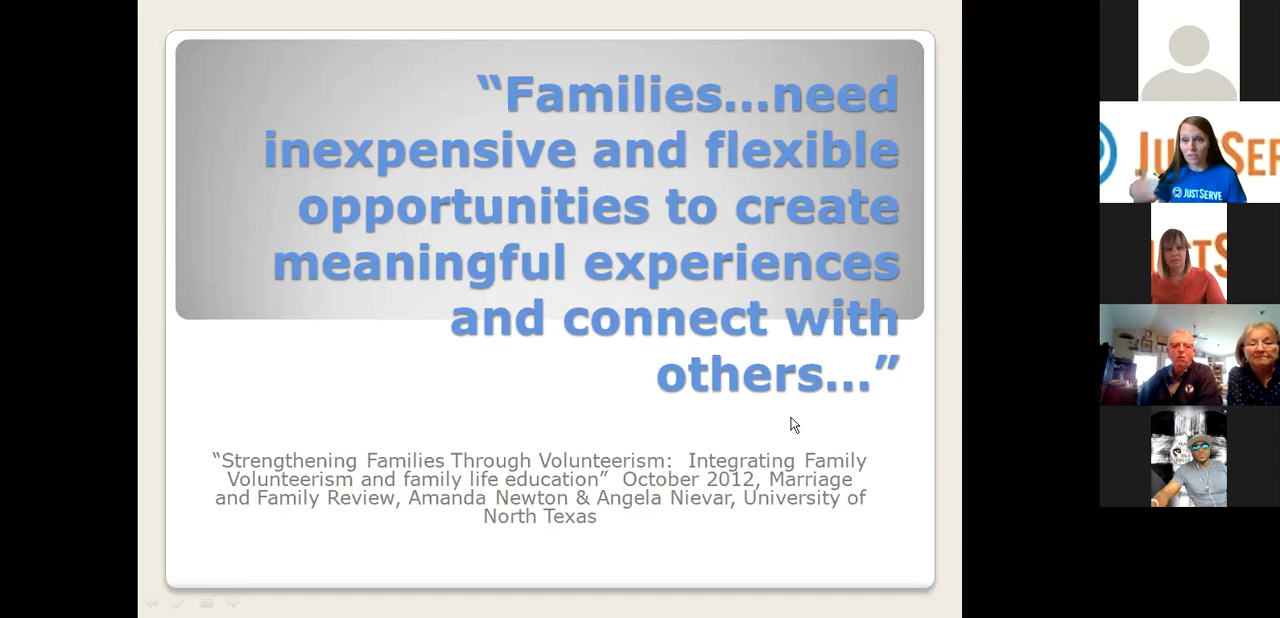 “Families...need
inexpensive and flexible
opportunities to create
meaningful experiences
and connect with
others...”
“Strengthening Families Through Volunteerism: Integrating Family
Volunteerism and family life education” October 2012, Marriage
and Family Review, Amanda Newton & Angela Nievar, University of
North Texas
JUSTSERVE